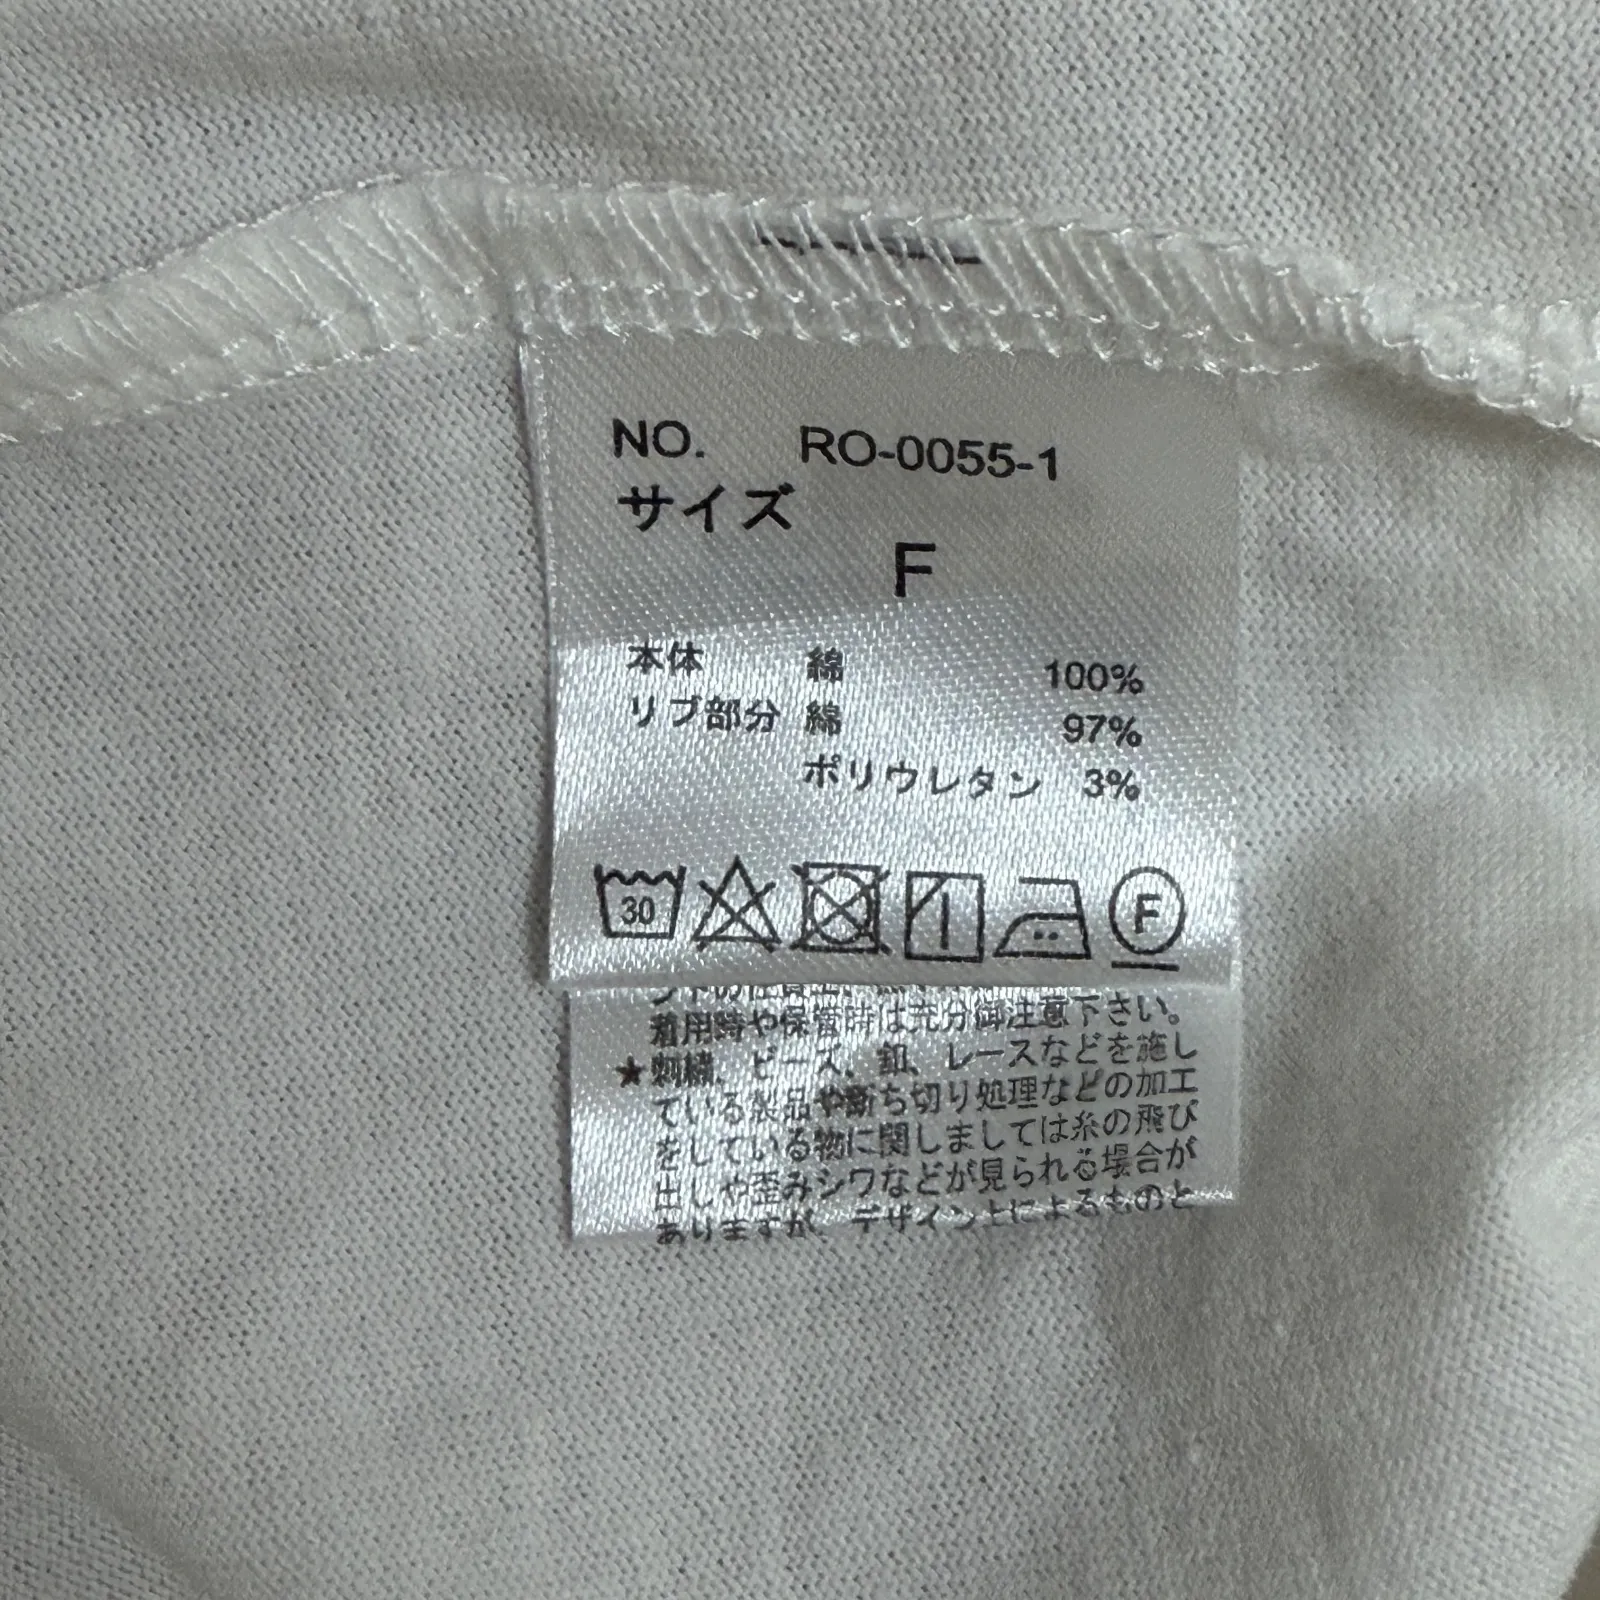 NO. RO-0055-1
サイズ
F
本体 綿 100%
リブ部分 綿 97%
ポリウレタン 3%
30
F
着用時や保管時は充分御注意下さい。
★刺繍、ビーズ、釦、レースなどを施し
ている製品や断ち切り処理などの加工
をしている物に関しましては糸の飛び
出しや歪みシワなどが見られる場合が
ありますが、デザイン上によるものと